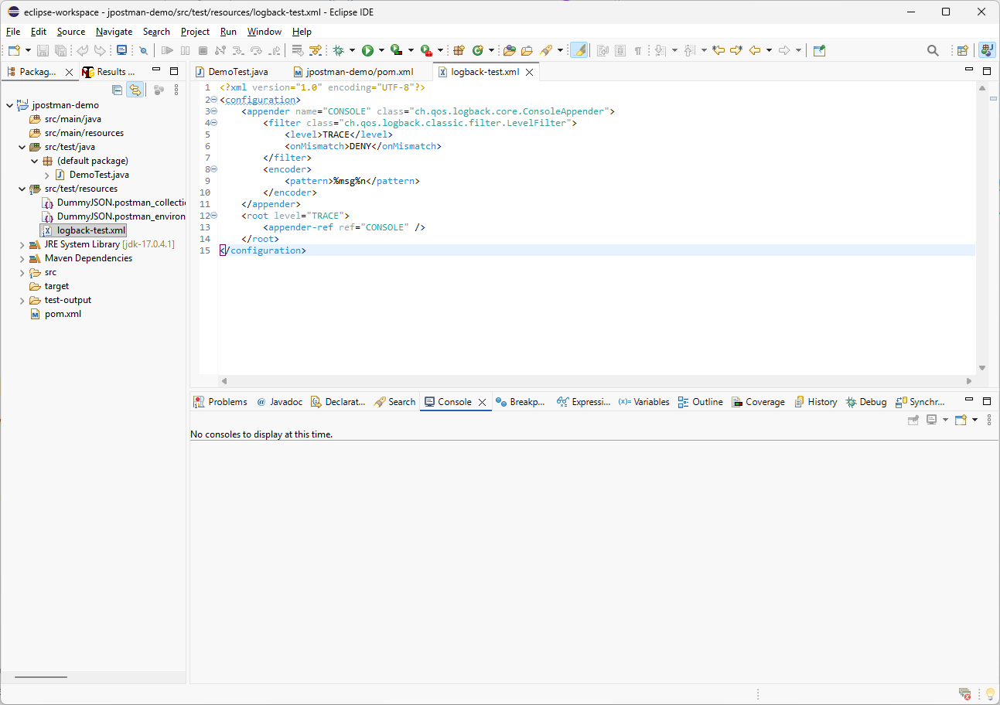 eclipse-workspace - jpostman-demo/src/test/resources/logback-test.xml - Eclipse IDE
File Edit Source Navigate Search Project Run Window Help
Packag... Results ...
DemoTest.java jpostman-demo/pom.xml logback-test.xml
jpostman-demo
src/main/java
src/main/resources
src/test/java
(default package)
DemoTest.java
src/test/resources
DummyJSON.postman_collectio
DummyJSON.postman_environ
logback-test.xml
JRE System Library [jdk-17.0.4.1]
Maven Dependencies
src
target
test-output
pom.xml
1 <?xml version="1.0" encoding="UTF-8"?>
2 <configuration>
3 <appender name="CONSOLE" class="ch.qos.logback.core.ConsoleAppender">
4 <filter class="ch.qos.logback.classic.filter.LevelFilter">
5 <level>TRACE</level>
6 <onMismatch>DENY</onMismatch>
7 </filter>
8 <encoder>
9 <pattern>%msg%n</pattern>
10 </encoder>
11 </appender>
12 <root level="TRACE">
13 <appender-ref ref="CONSOLE" />
14 </root>
15 </configuration>
Problems Javadoc Declarat... Search Console Breakp... Expressi... Variables Outline Coverage History Debug Synchr...
No consoles to display at this time.